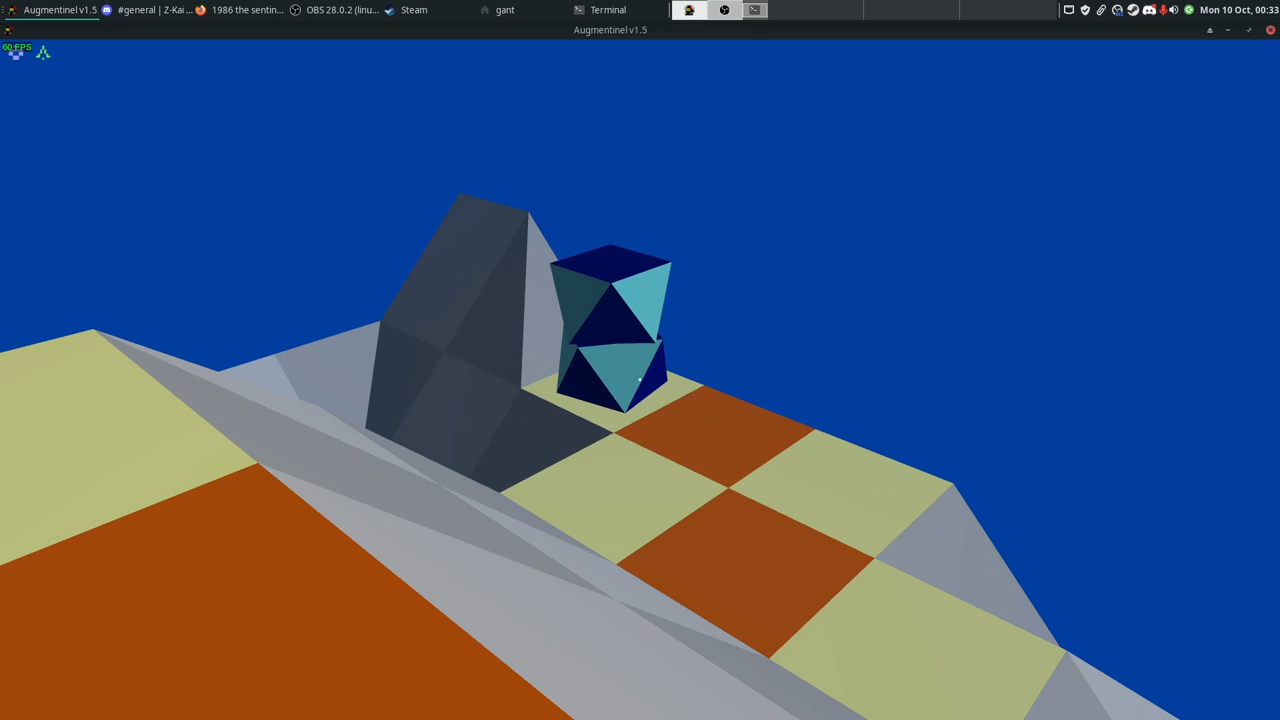 Augmentinel v1.5 #general | Z-Kai ... 1986 the sentin... OBS 28.0.2 (linu... Steam gant Terminal Mon 10 Oct, 00:33
Augmentinel v1.5
60 FPS